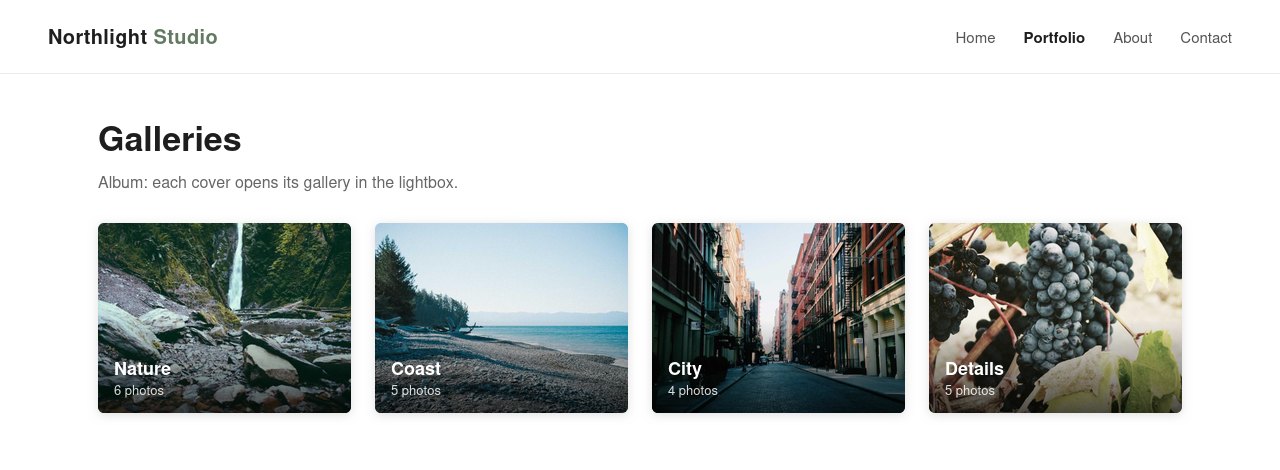 Northlight Studio
Home Portfolio About Contact
Galleries
Album: each cover opens its gallery in the lightbox.
Nature
6 photos
Coast
5 photos
City
4 photos
Details
5 photos